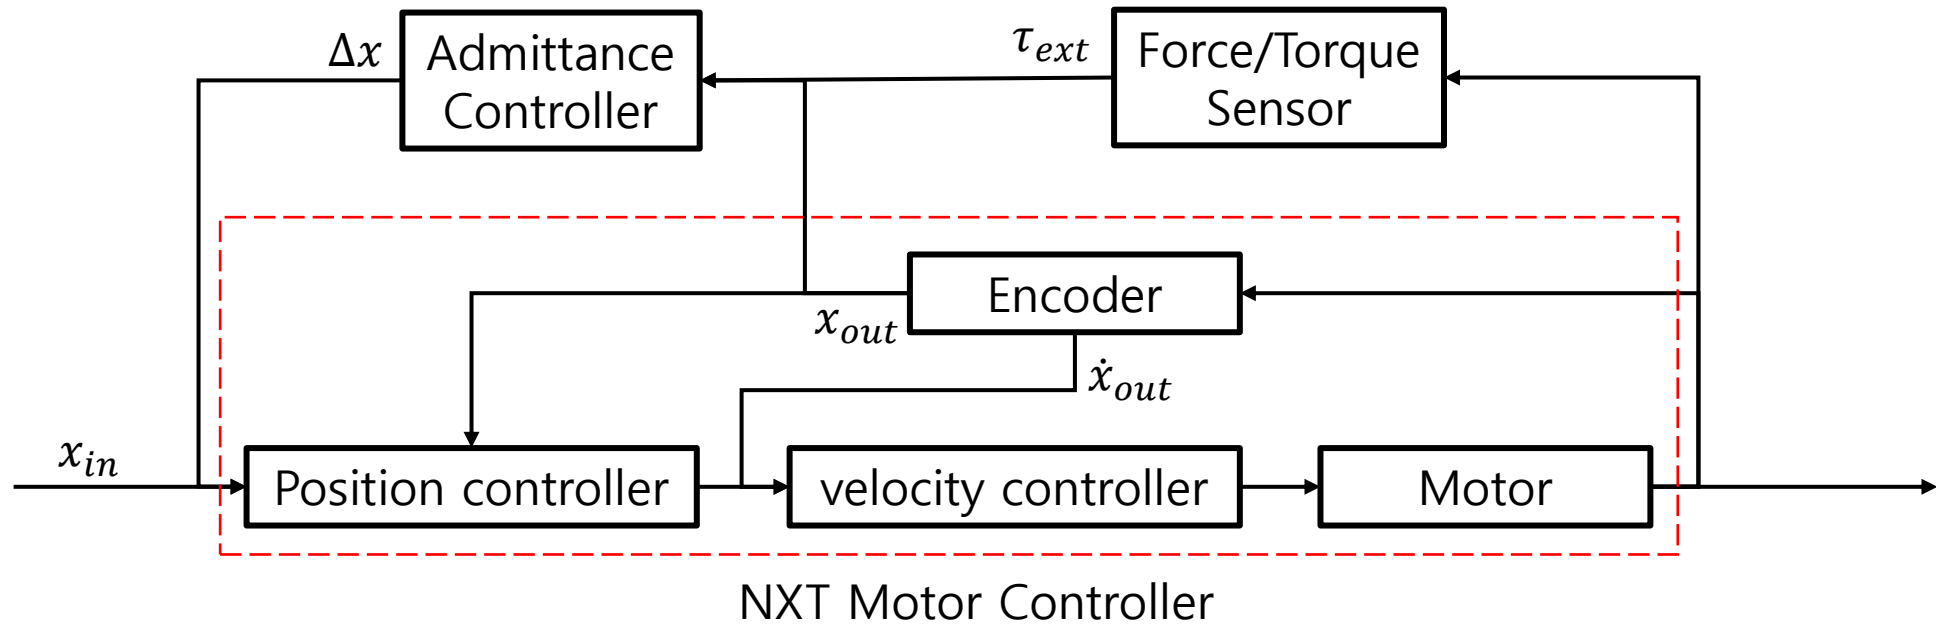 Δx
Admittance
Controller
τ_ext
Force/Torque
Sensor
Encoder
x_out
ẋ_out
x_in
Position controller
velocity controller
Motor
NXT Motor Controller